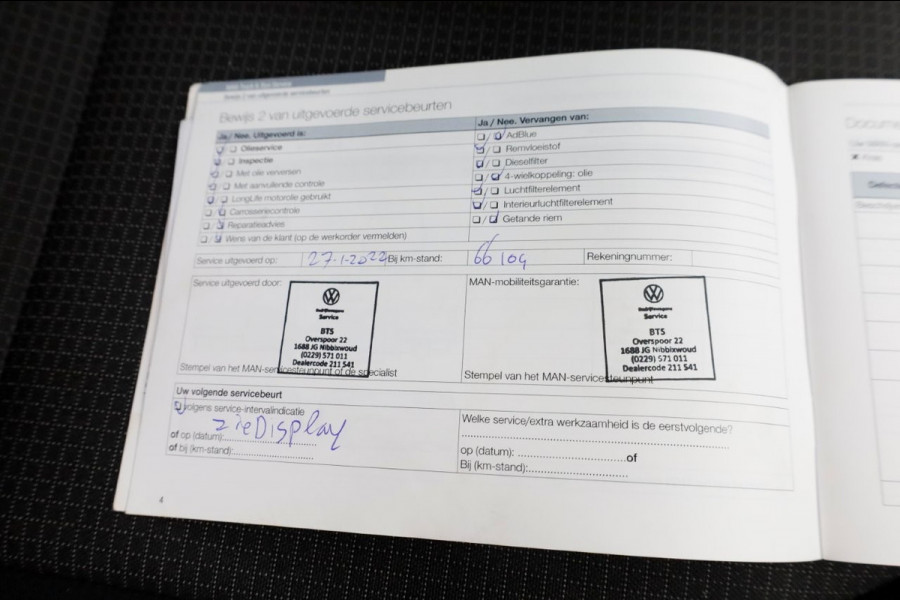 Bewijs 2 van uitgevoerde servicebeurten
Bewijs 2 van uitgevoerde servicebeurten
Ja / Nee. Uitgevoerd is:
Olieservice
Inspectie
Met olie verversen
Met aanvullende controle
LongLife motorolie gebruikt
Carrosseriecontrole
Reparatieadvies
Wens van de klant (op de werkorder vermelden)
Ja / Nee. Vervangen van:
AdBlue
Remvloeistof
Dieselfilter
4-wielkoppeling: olie
Luchtfilterelement
Interieurluchtfilterelement
Getande riem
Service uitgevoerd op: 27-1-2022 Bij km-stand: 66109 Rekeningnummer:
Service uitgevoerd door:
Service
BTS
Overspoor 22
1688 JG Nibbixwoud
(0229) 571 011
Dealercode 211 541
Stempel van het MAN-servicesteunpunt of de specialist
MAN-mobiliteitsgarantie:
Service
BTS
Overspoor 22
1688 JG Nibbixwoud
(0229) 571 011
Dealercode 211 541
Stempel van het MAN-servicesteunpunt
Uw volgende servicebeurt
volgens service-intervalindicatie
zie Display
of op (datum):
of bij (km-stand):
Welke service/extra werkzaamheid is de eerstvolgende?
op (datum): of
Bij (km-stand):
4